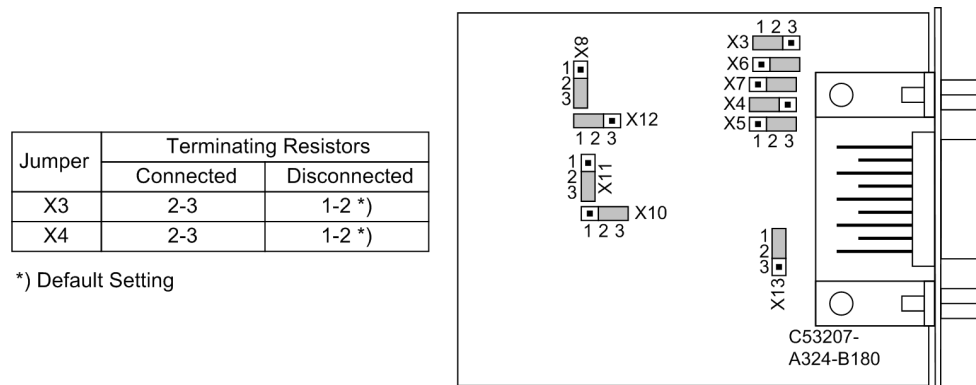 Jumper Terminating Resistors
Connected Disconnected
X3 2-3 1-2 *)
X4 2-3 1-2 *)
*) Default Setting
X8
1
2
3
X12
1 2 3
1
2
3
X11
X10
1 2 3
1 2 3
X3
X6
X7
X4
X5
1 2 3
1
2
3
X13
C53207-
A324-B180